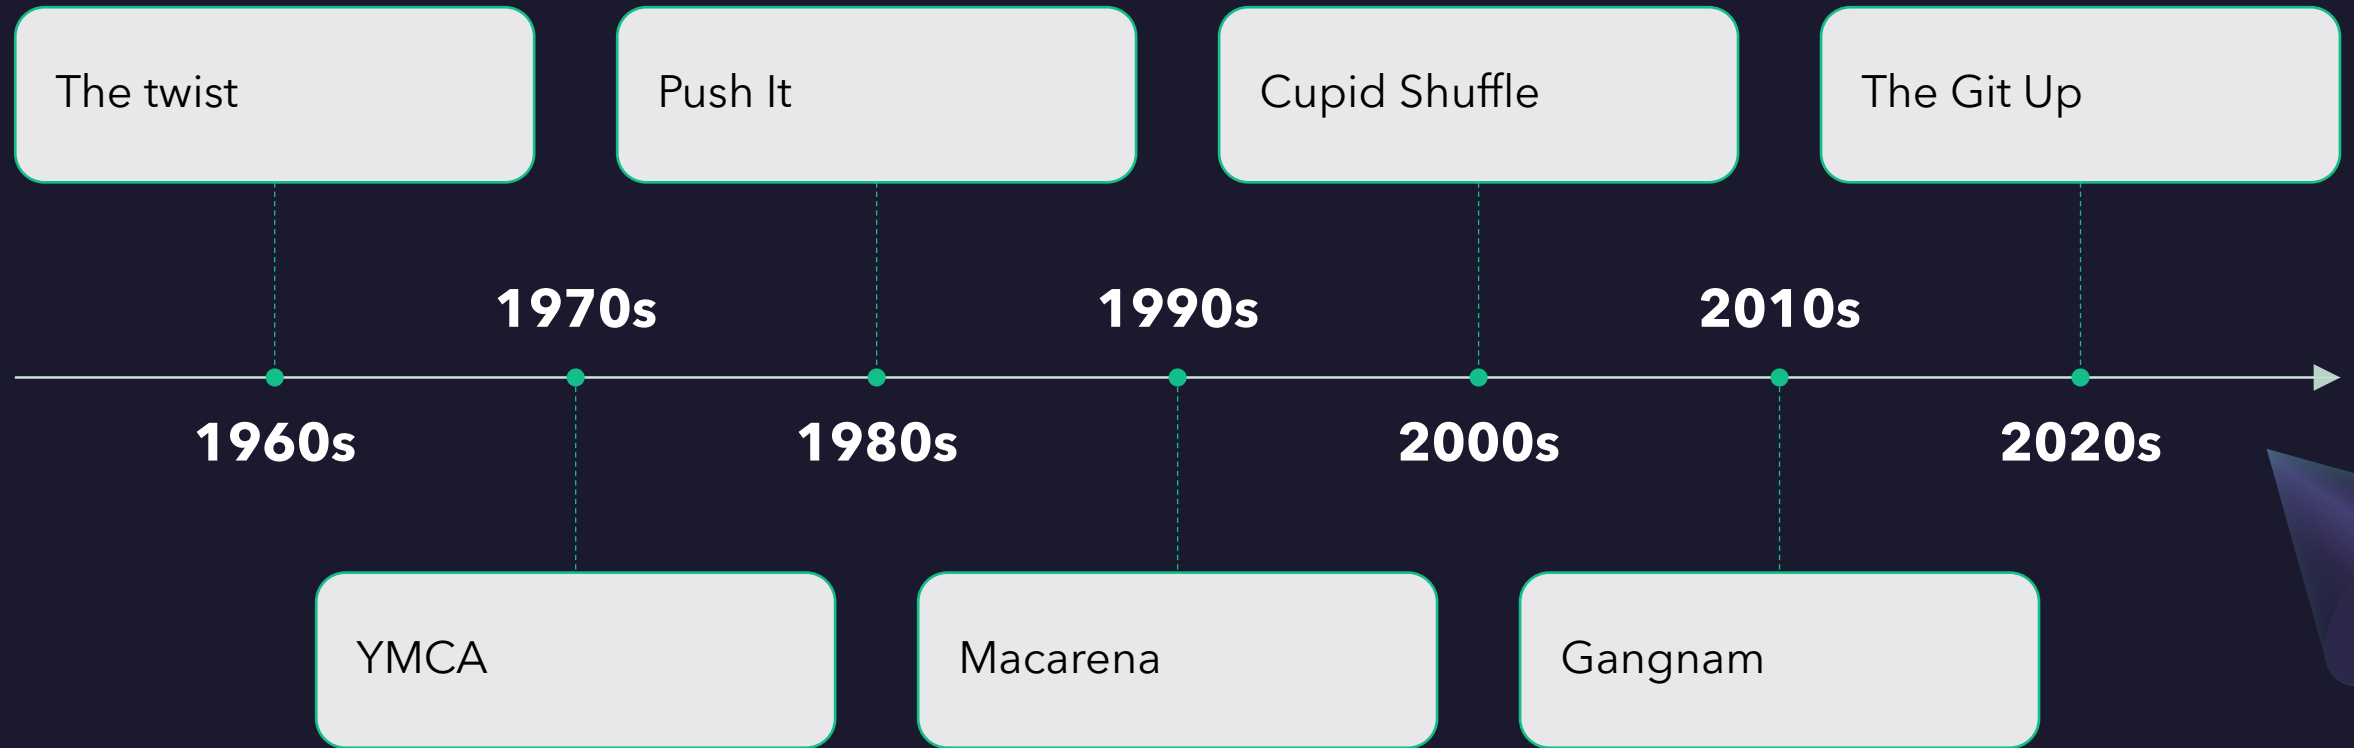 The twist
Push It
Cupid Shuffle
The Git Up
1970s
1990s
2010s
1960s
1980s
2000s
2020s
YMCA
Macarena
Gangnam